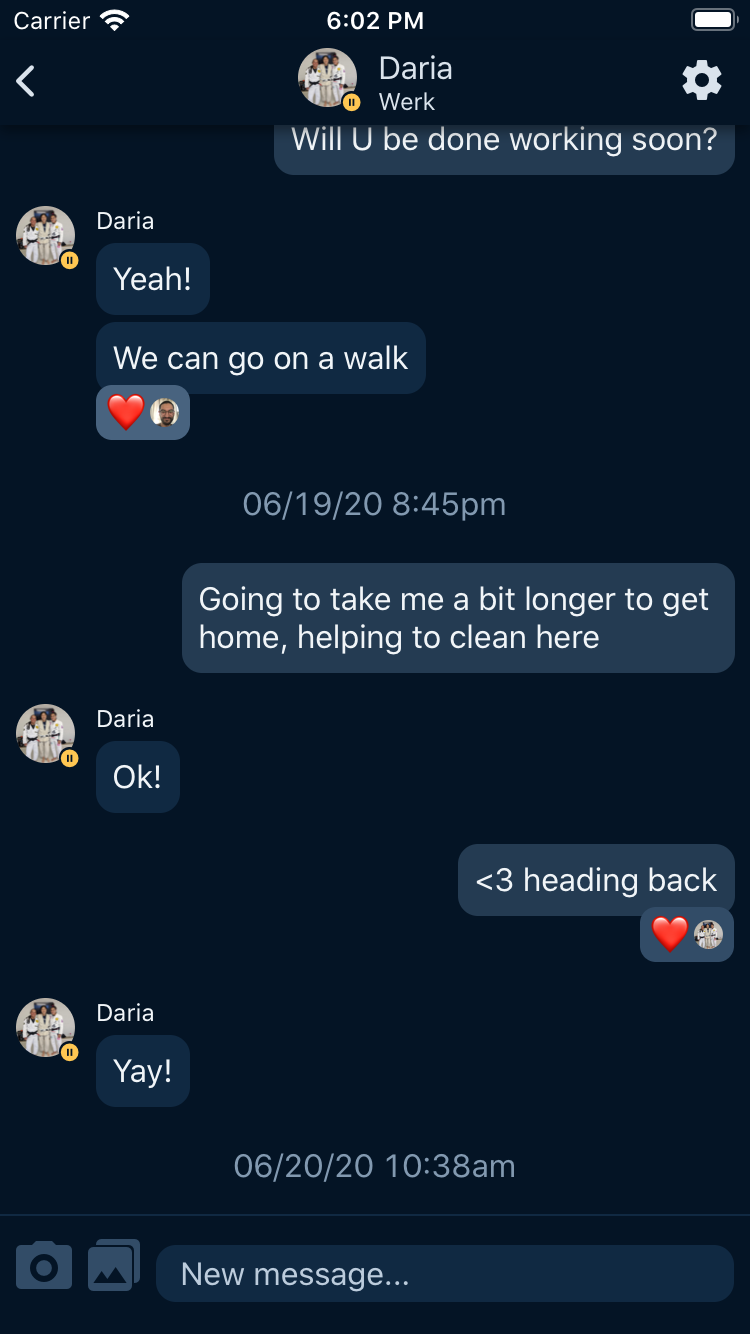 Carrier 6:02 PM
Daria
Werk
Will U be done working soon?
Daria
Yeah!
We can go on a walk
06/19/20 8:45pm
Going to take me a bit longer to get
home, helping to clean here
Daria
Ok!
<3 heading back
Daria
Yay!
06/20/20 10:38am
New message...